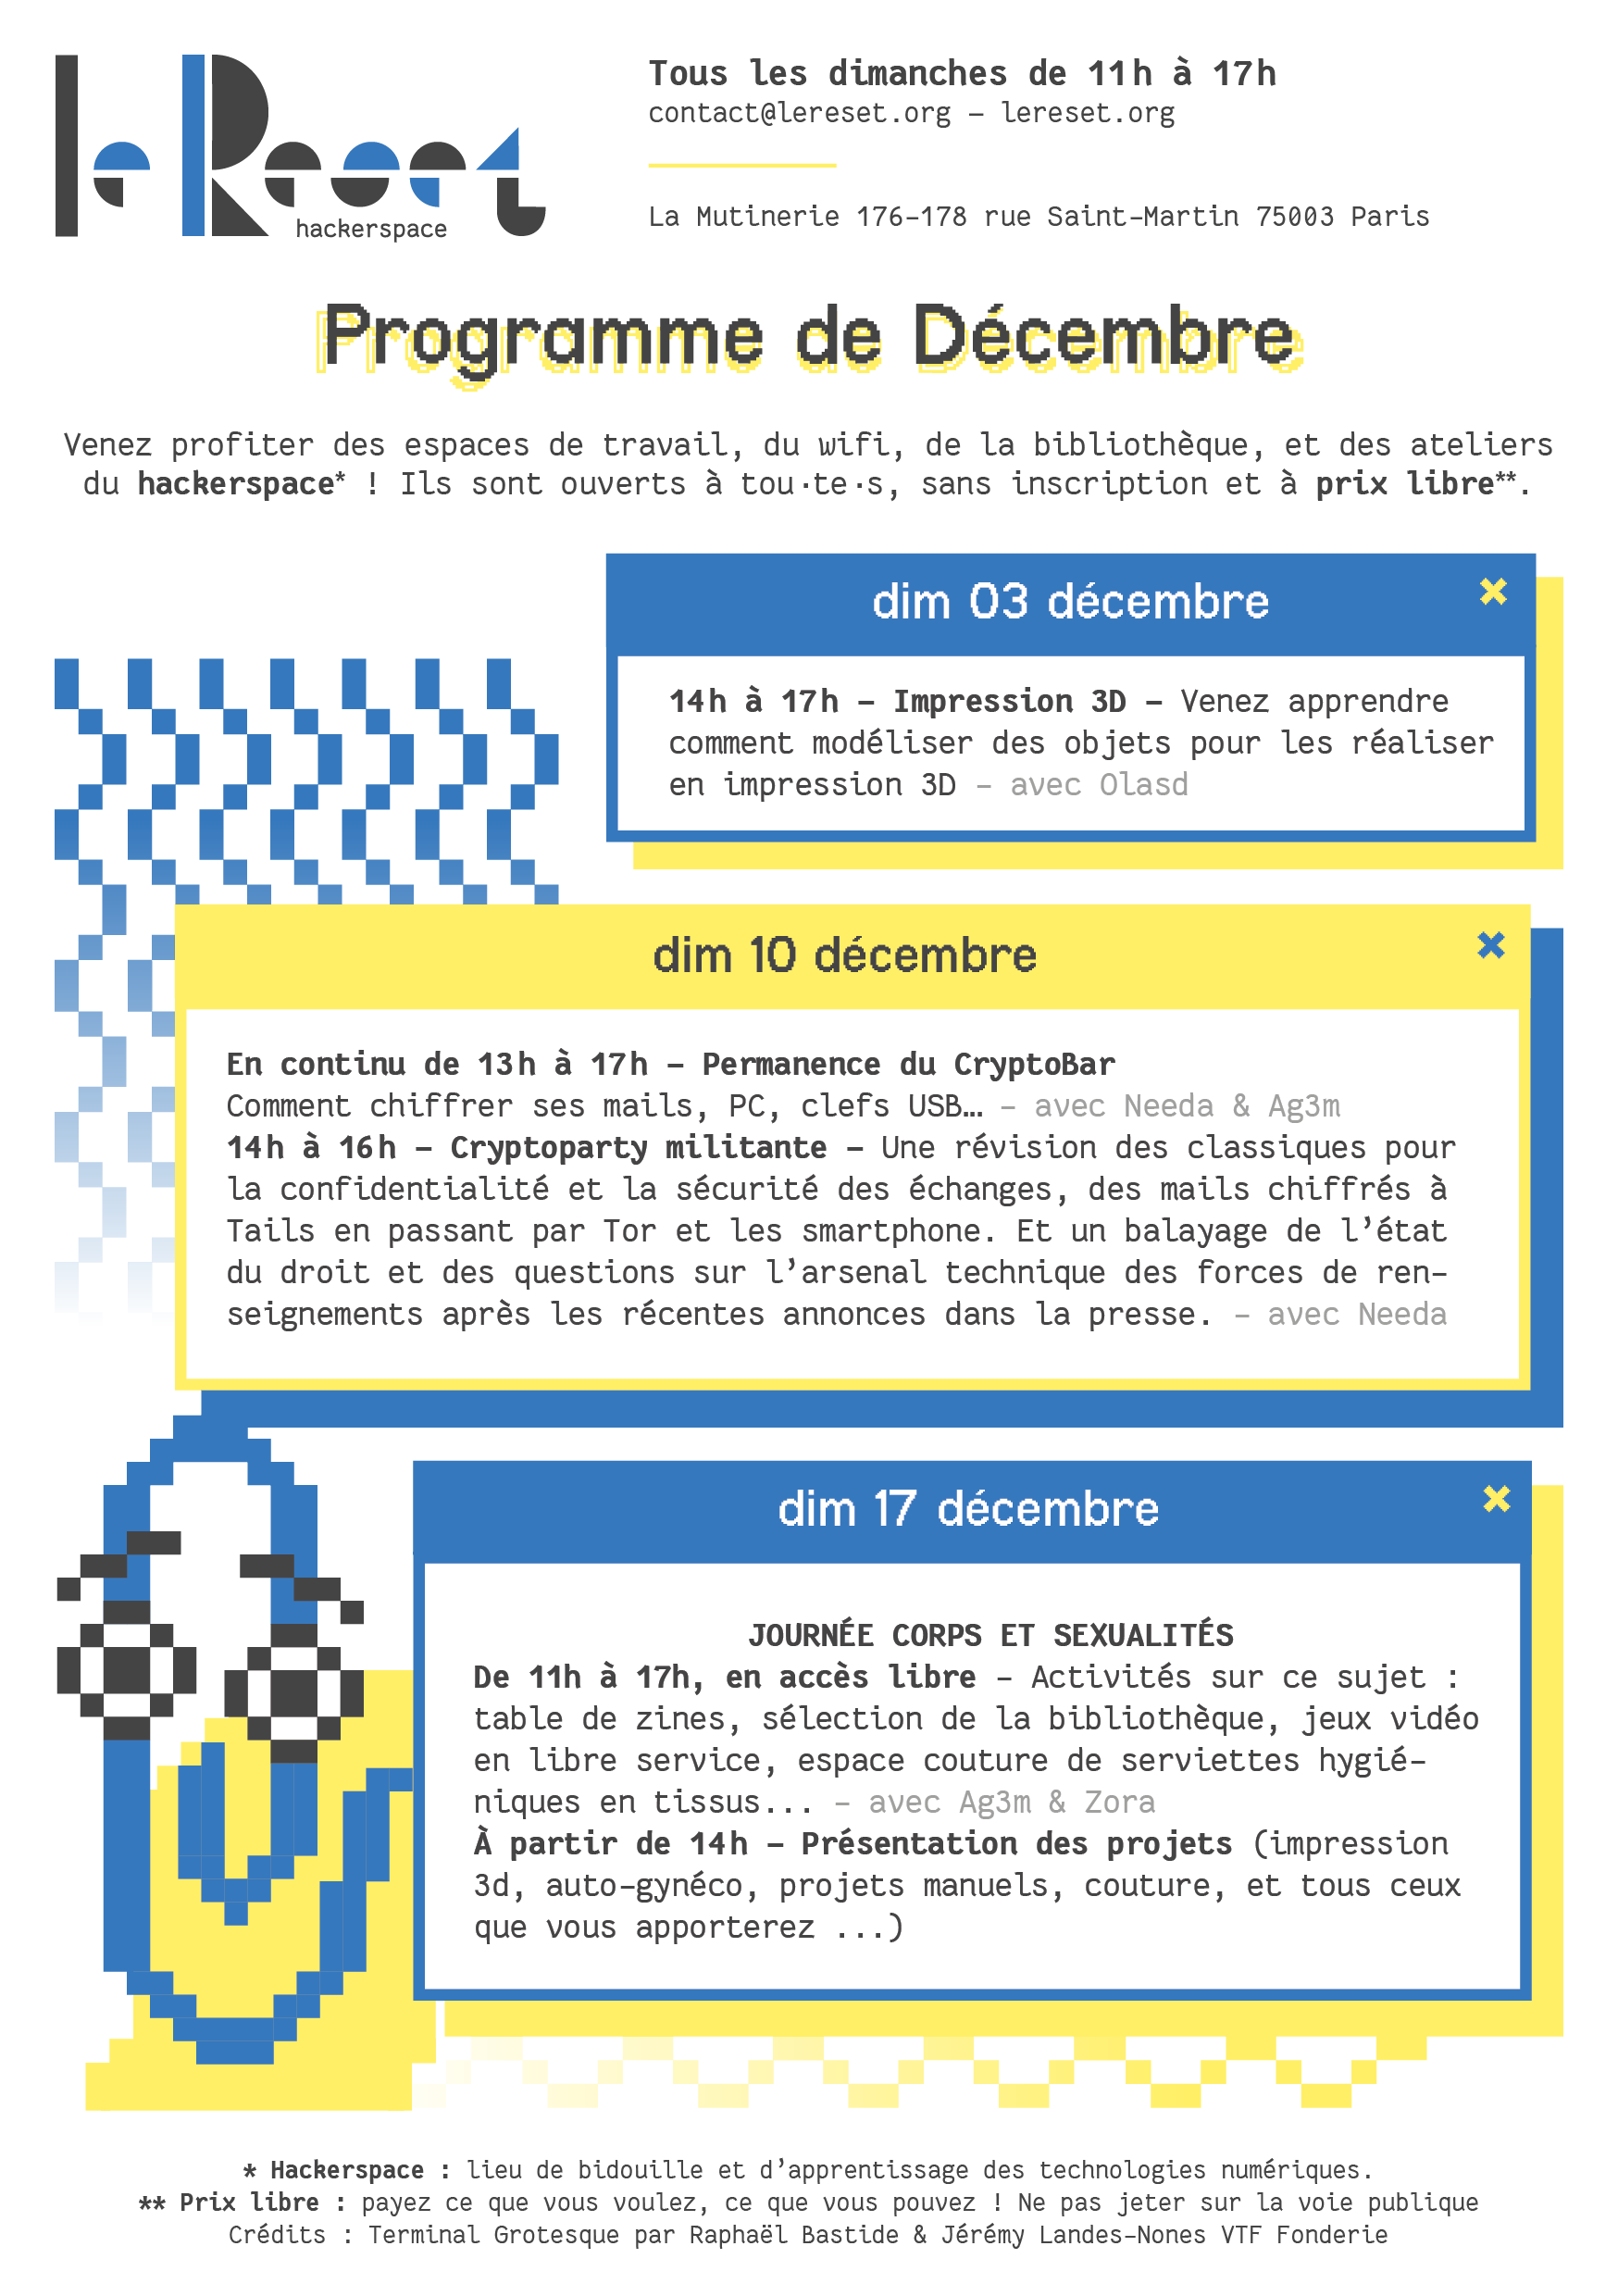 le Reset
hackerspace
Tous les dimanches de 11h à 17h
contact@lereset.org – lereset.org
La Mutinerie 176-178 rue Saint-Martin 75003 Paris
Programme de Décembre
Venez profiter des espaces de travail, du wifi, de la bibliothèque, et des ateliers
du hackerspace* ! Ils sont ouverts à tou·te·s, sans inscription et à prix libre**.
dim 03 décembre
14h à 17h – Impression 3D – Venez apprendre
comment modéliser des objets pour les réaliser
en impression 3D – avec Olasd
dim 10 décembre
En continu de 13h à 17h – Permanence du CryptoBar
Comment chiffrer ses mails, PC, clefs USB… – avec Needa & Ag3m
14h à 16h – Cryptoparty militante – Une révision des classiques pour
la confidentialité et la sécurité des échanges, des mails chiffrés à
Tails en passant par Tor et les smartphone. Et un balayage de l’état
du droit et des questions sur l’arsenal technique des forces de ren-
seignements après les récentes annonces dans la presse. – avec Needa
dim 17 décembre
JOURNÉE CORPS ET SEXUALITÉS
De 11h à 17h, en accès libre – Activités sur ce sujet :
table de zines, sélection de la bibliothèque, jeux vidéo
en libre service, espace couture de serviettes hygié-
niques en tissus... – avec Ag3m & Zora
À partir de 14h – Présentation des projets (impression
3d, auto-gynéco, projets manuels, couture, et tous ceux
que vous apporterez ...)
* Hackerspace : lieu de bidouille et d’apprentissage des technologies numériques.
** Prix libre : payez ce que vous voulez, ce que vous pouvez ! Ne pas jeter sur la voie publique
Crédits : Terminal Grotesque par Raphaël Bastide & Jérémy Landes-Nones VTF Fonderie